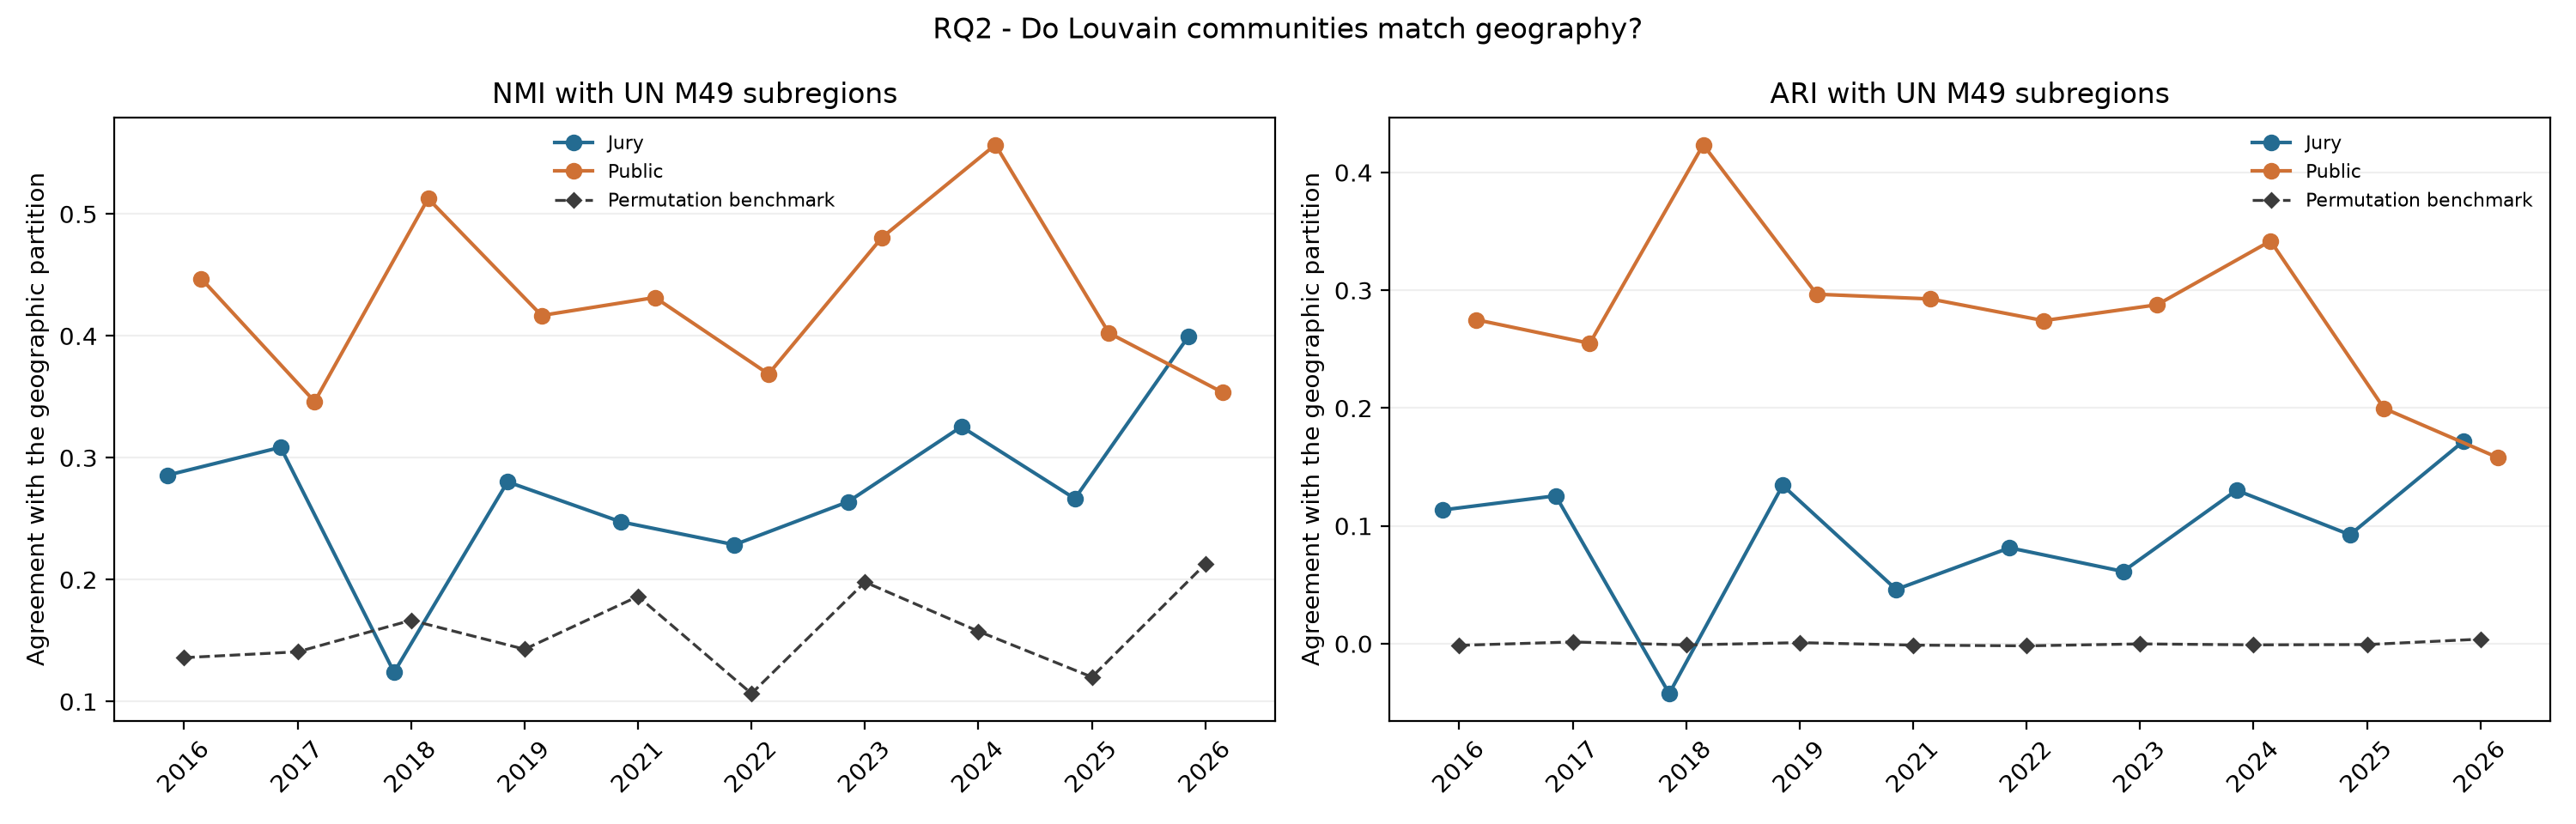 RQ2 - Do Louvain communities match geography?
NMI with UN M49 subregions
Agreement with the geographic partition
0.5
0.4
0.3
0.2
0.1
Jury
Public
Permutation benchmark
2016
2017
2018
2019
2021
2022
2023
2024
2025
2026
ARI with UN M49 subregions
Agreement with the geographic partition
0.4
0.3
0.2
0.1
0.0
Jury
Public
Permutation benchmark
2016
2017
2018
2019
2021
2022
2023
2024
2025
2026